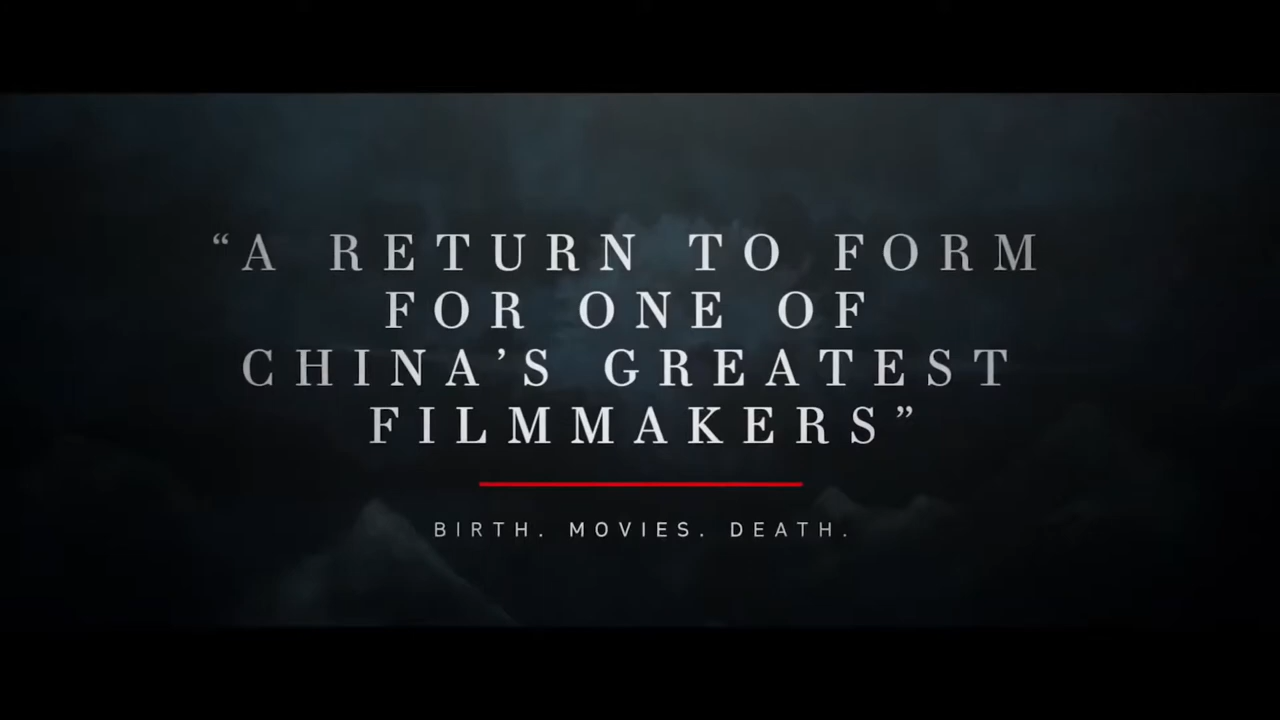 “A RETURN TO FORM
FOR ONE OF
CHINA’S GREATEST
FILMMAKERS”
BIRTH. MOVIES. DEATH.